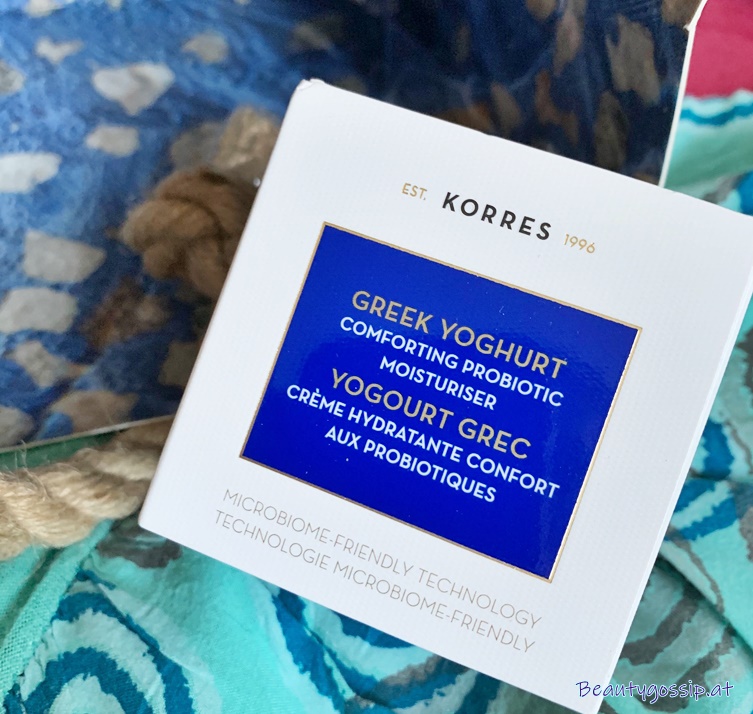 EST. KORRES 1996
GREEK YOGHURT
COMFORTING PROBIOTIC
MOISTURISER
YOGOURT GREC
CRÈME HYDRATANTE CONFORT
AUX PROBIOTIQUES
MICROBIOME-FRIENDLY TECHNOLOGY
TECHNOLOGIE MICROBIOME-FRIENDLY
Beautygossip.at